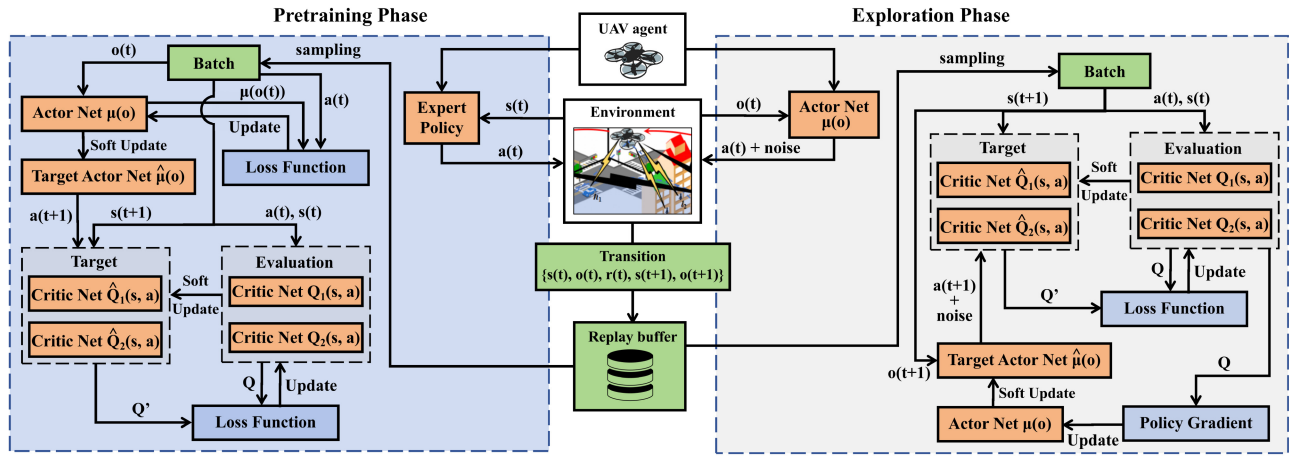 Pretraining Phase
Exploration Phase
o(t)
Batch
sampling
μ(o(t))
a(t)
Actor Net μ(o)
Update
Soft Update
Loss Function
Target Actor Net μ̂(o)
a(t+1)
s(t+1)
a(t), s(t)
Target
Critic Net Q̂₁(s, a)
Critic Net Q̂₂(s, a)
Soft
Update
Evaluation
Critic Net Q₁(s, a)
Critic Net Q₂(s, a)
Q'
Q
Update
Loss Function
Expert
Policy
s(t)
a(t)
UAV agent
Environment
o(t)
a(t) + noise
Actor Net
μ(o)
Transition
{s(t), o(t), r(t), s(t+1), o(t+1)}
Replay buffer
sampling
Batch
s(t+1)
a(t), s(t)
Target
Critic Net Q̂₁(s, a)
Critic Net Q̂₂(s, a)
Soft
Update
Evaluation
Critic Net Q₁(s, a)
Critic Net Q₂(s, a)
a(t+1)
+
noise
Q'
Q
Update
Loss Function
o(t+1)
Target Actor Net μ̂(o)
Soft Update
Actor Net μ(o)
Update
Q
Policy Gradient